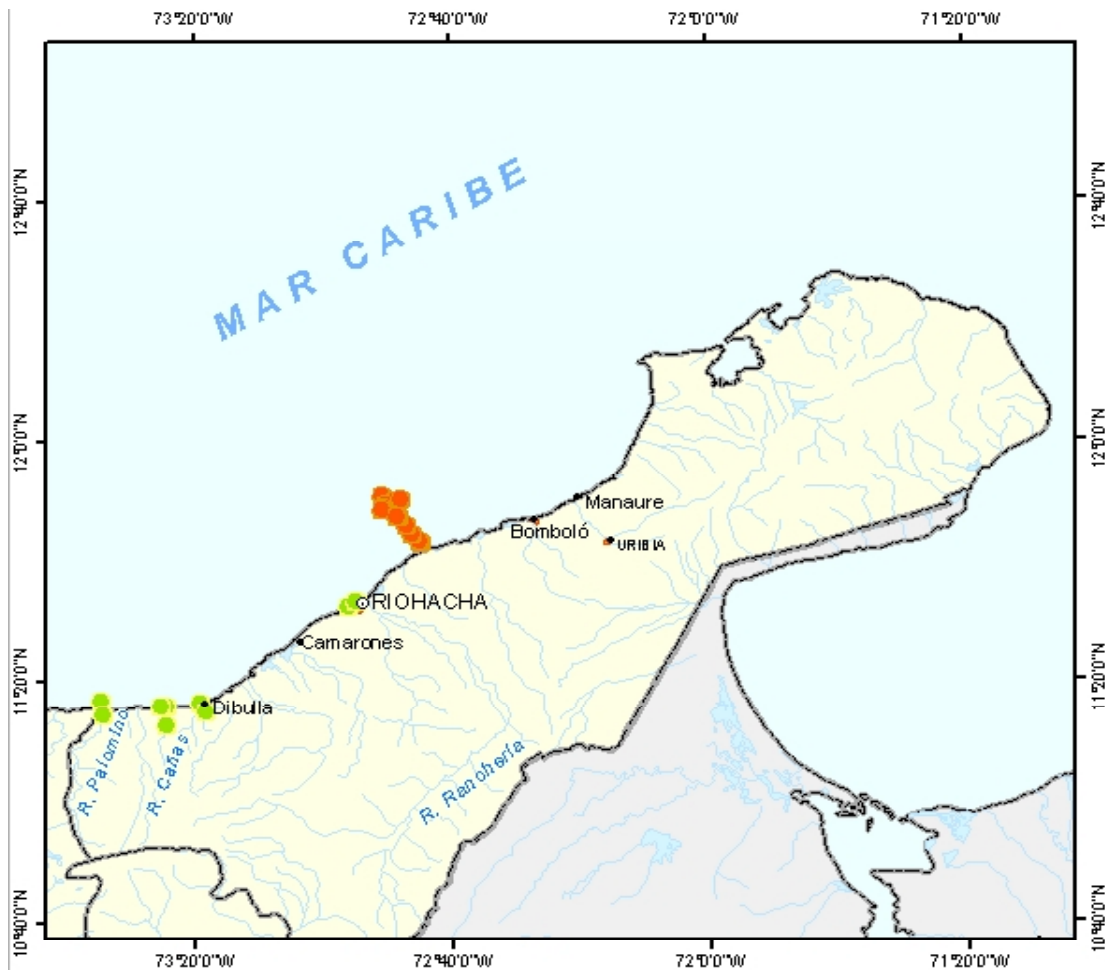 73°20'0"W
72°40'0"W
72°0'0"W
71°20'0"W
12°40'0"N
12°40'0"N
MAR CARIBE
12°0'0"N
12°0'0"N
Manaure
Bomboló
URIBIA
RIOHACHA
Camarones
11°20'0"N
11°20'0"N
Dibulla
R. Palomino
R. Cañas
R. Ranchería
10°40'0"N
10°40'0"N
73°20'0"W
72°40'0"W
72°0'0"W
71°20'0"W